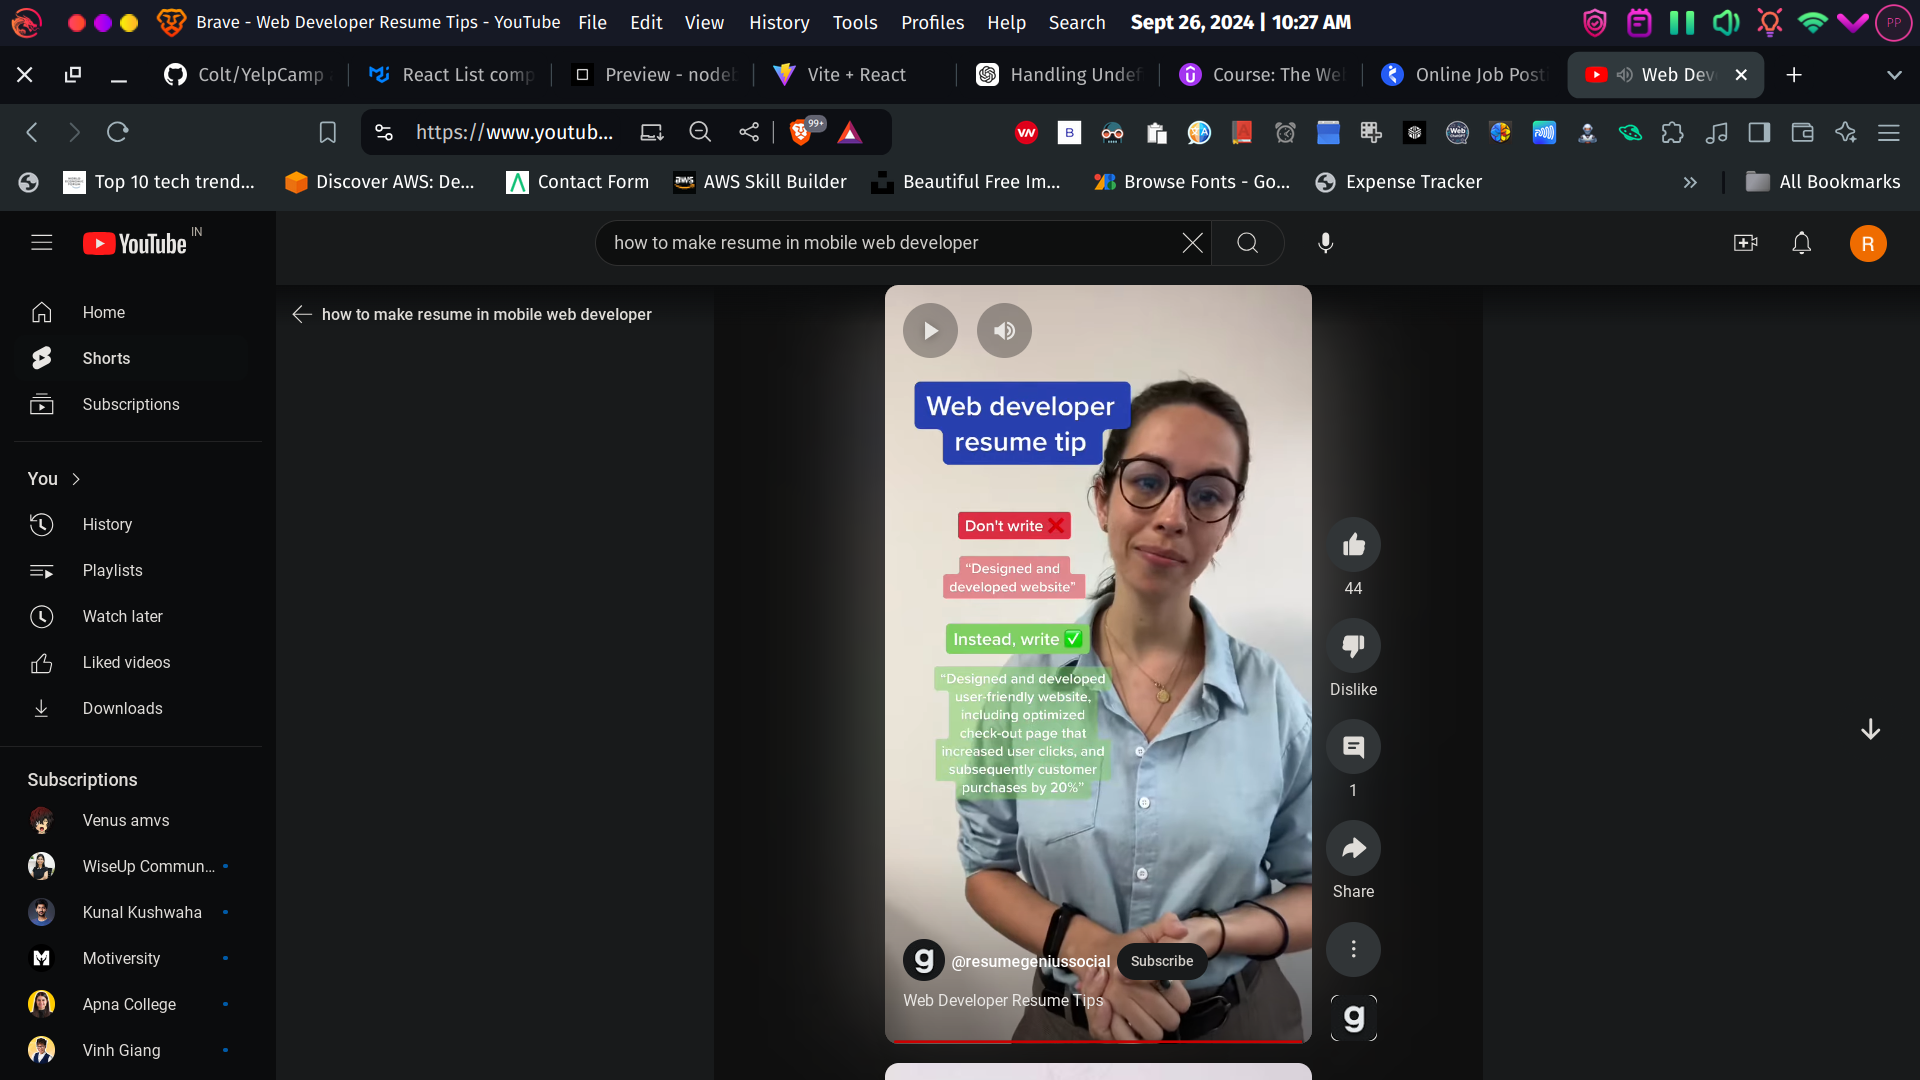 Brave - Web Developer Resume Tips - YouTube File Edit View History Tools Profiles Help Search Sept 26, 2024 | 10:27 AM PP
Colt/YelpCamp React List comp Preview - nodeb Vite + React Handling Undef Course: The We Online Job Post Web Dev
https://www.youtub... 99+
Top 10 tech trend... Discover AWS: De... Contact Form AWS Skill Builder Beautiful Free Im... Browse Fonts - Go... Expense Tracker All Bookmarks
YouTube IN
how to make resume in mobile web developer
R
how to make resume in mobile web developer
Home
Shorts
Subscriptions
You
History
Playlists
Watch later
Liked videos
Downloads
Subscriptions
Venus amvs
WiseUp Commun...
Kunal Kushwaha
Motiversity
Apna College
Vinh Giang
Web developer
resume tip
Don't write ❌
"Designed and
developed website"
Instead, write ✅
"Designed and developed
user-friendly website,
including optimized
check-out page that
increased user clicks, and
subsequently customer
purchases by 20%"
g @resumegeniussocial Subscribe
Web Developer Resume Tips
44
Dislike
1
Share
g